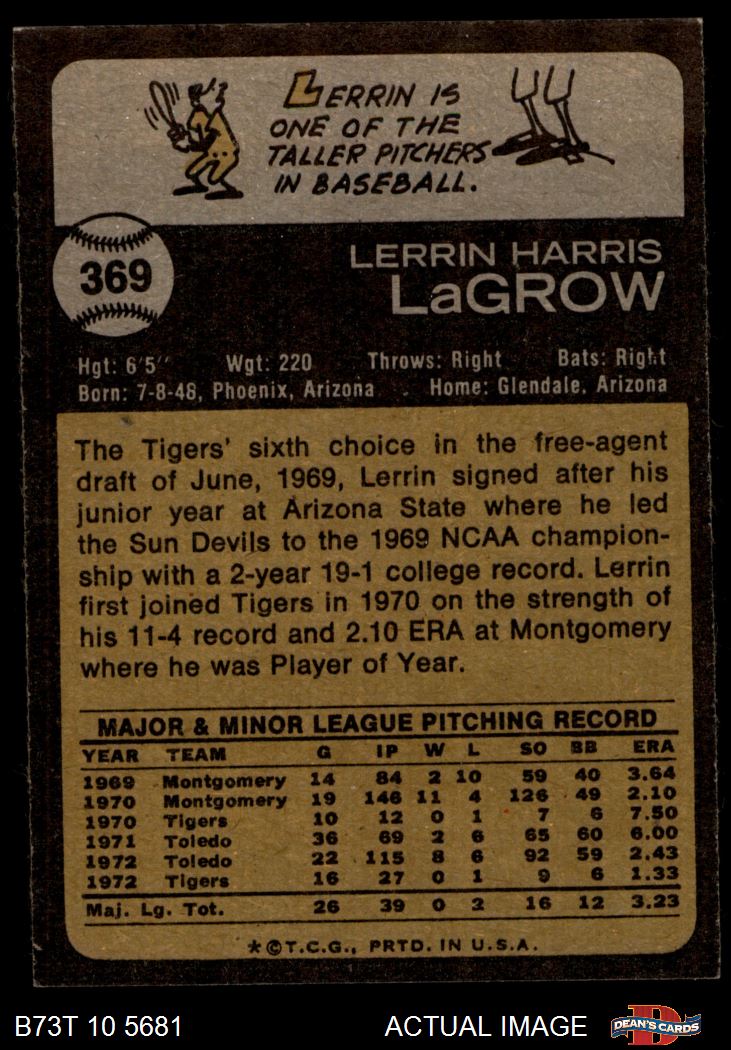 LERRIN IS
ONE OF THE
TALLER PITCHERS
IN BASEBALL.
369
LERRIN HARRIS
LaGROW
Hgt: 6'5" Wgt: 220 Throws: Right Bats: Right
Born: 7-8-48, Phoenix, Arizona Home: Glendale, Arizona
The Tigers' sixth choice in the free-agent
draft of June, 1969, Lerrin signed after his
junior year at Arizona State where he led
the Sun Devils to the 1969 NCAA champion-
ship with a 2-year 19-1 college record. Lerrin
first joined Tigers in 1970 on the strength of
his 11-4 record and 2.10 ERA at Montgomery
where he was Player of Year.
MAJOR & MINOR LEAGUE PITCHING RECORD
YEAR TEAM G IP W L SO BB ERA
1969 Montgomery 14 84 2 10 59 40 3.64
1970 Montgomery 19 146 11 4 126 49 2.10
1970 Tigers 10 12 0 1 7 6 7.50
1971 Toledo 36 69 2 6 65 60 6.00
1972 Toledo 22 115 8 6 92 59 2.43
1972 Tigers 16 27 0 1 9 6 1.33
Maj. Lg. Tot. 26 39 0 2 16 12 3.23
*©T.C.G., PRTD. IN U.S.A.
B73T 10 5681 ACTUAL IMAGE DEAN'S CARDS